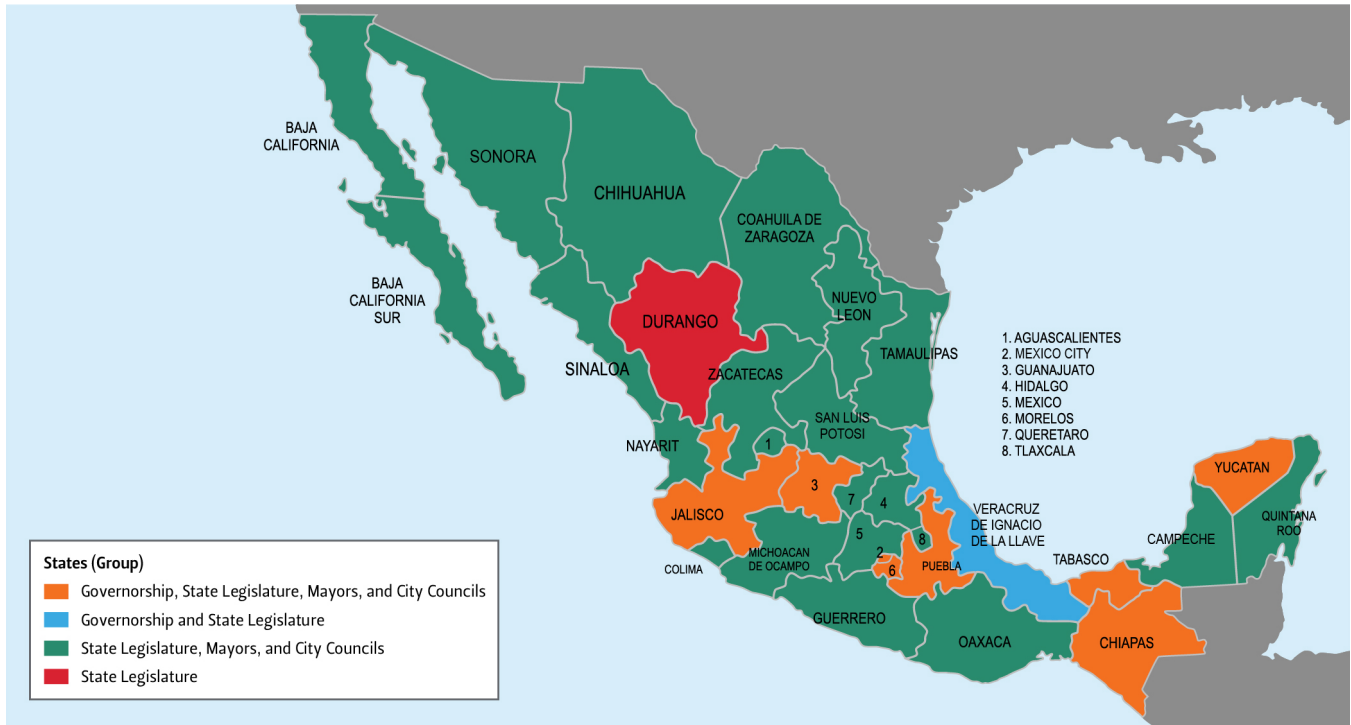 BAJA
CALIFORNIA
SONORA
CHIHUAHUA
COAHUILA DE
ZARAGOZA
BAJA
CALIFORNIA
SUR
NUEVO
LEON
DURANGO
TAMAULIPAS
SINALOA
ZACATECAS
SAN LUIS
POTOSI
NAYARIT
1
1. AGUASCALIENTES
2. MEXICO CITY
3. GUANAJUATO
4. HIDALGO
5. MEXICO
6. MORELOS
7. QUERETARO
8. TLAXCALA
YUCATAN
3
7
4
JALISCO
VERACRUZ
DE IGNACIO
DE LA LLAVE
QUINTANA
ROO
5
8
CAMPECHE
2
MICHOACAN
DE OCAMPO
COLIMA
6
PUEBLA
TABASCO
GUERRERO
OAXACA
CHIAPAS
States (Group)
Governorship, State Legislature, Mayors, and City Councils
Governorship and State Legislature
State Legislature, Mayors, and City Councils
State Legislature